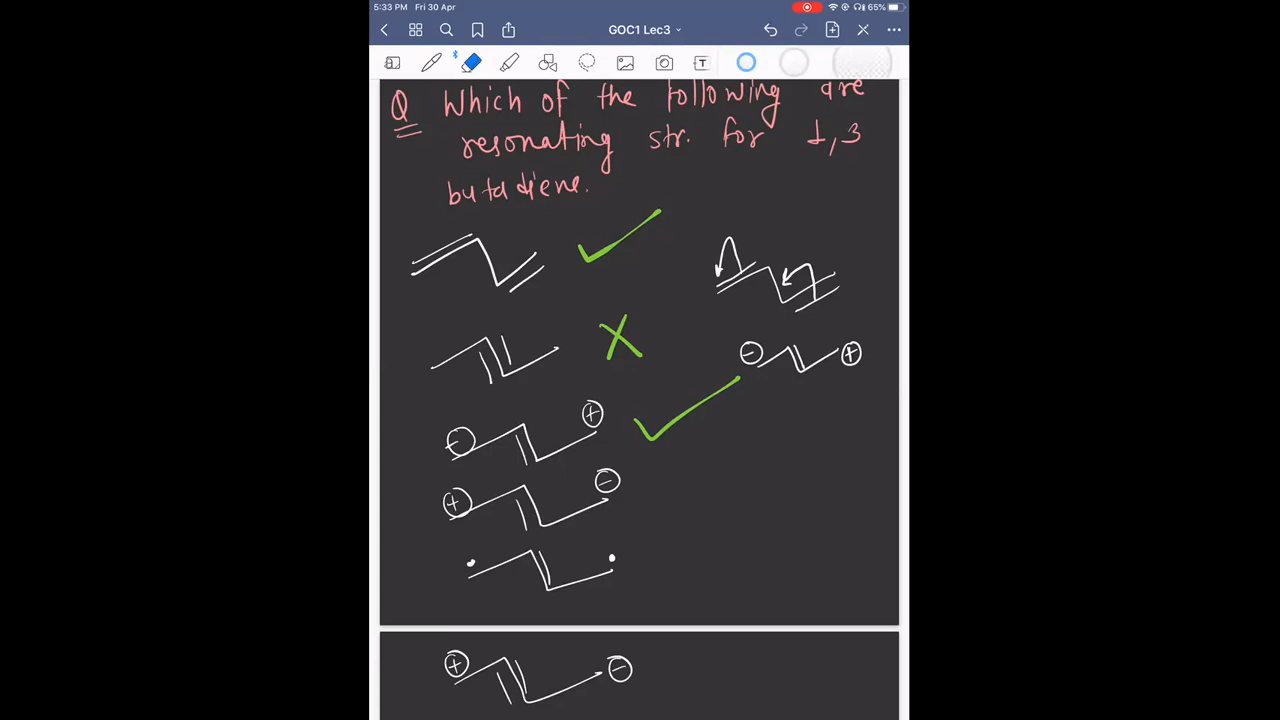 5:33 PM Fri 30 Apr
65%
GOC1 Lec3
T
Q Which of the following are
resonating str. for 1,3
butadiene.
⊖ ⊕
⊖ ⊕
⊕ ⊖
⊕ ⊖